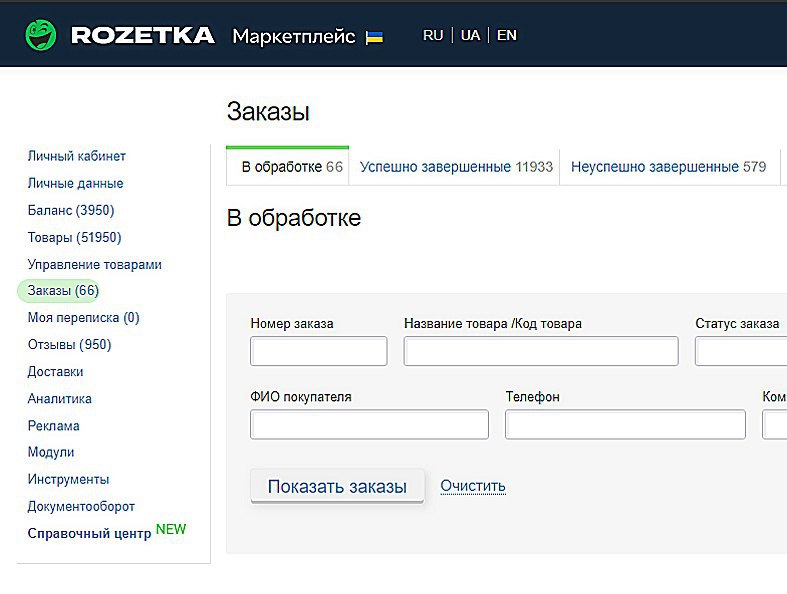 ROZETKA Маркетплейс RU UA EN
Заказы
Личный кабинет
Личные данные
Баланс (3950)
Товары (51950)
Управление товарами
Заказы (66)
Моя переписка (0)
Отзывы (950)
Доставки
Аналитика
Реклама
Модули
Инструменты
Документооборот
Справочный центр NEW
В обработке 66 Успешно завершенные 11933 Неуспешно завершенные 579
В обработке
Номер заказа Название товара /Код товара Статус заказа
ФИО покупателя Телефон Ком
Показать заказы Очистить